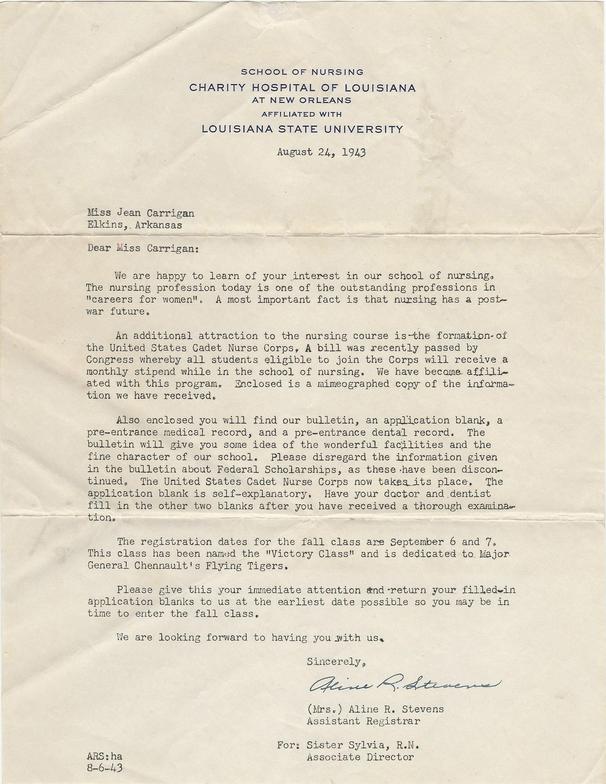 SCHOOL OF NURSING
CHARITY HOSPITAL OF LOUISIANA
AT NEW ORLEANS
AFFILIATED WITH
LOUISIANA STATE UNIVERSITY
August 24, 1943
Miss Jean Carrigan
Elkins, Arkansas
Dear Miss Carrigan:
We are happy to learn of your interest in our school of nursing.
The nursing profession today is one of the outstanding professions in
"careers for women". A most important fact is that nursing has a post-
war future.
An additional attraction to the nursing course is the formation of
the United States Cadet Nurse Corps. A bill was recently passed by
Congress whereby all students eligible to join the Corps will receive a
monthly stipend while in the school of nursing. We have become affili-
ated with this program. Enclosed is a mimeographed copy of the informa-
tion we have received.
Also enclosed you will find our bulletin, an application blank, a
pre-entrance medical record, and a pre-entrance dental record. The
bulletin will give you some idea of the wonderful facilities and the
fine character of our school. Please disregard the information given
in the bulletin about Federal Scholarships, as these have been discon-
tinued. The United States Cadet Nurse Corps now takes its place. The
application blank is self-explanatory. Have your doctor and dentist
fill in the other two blanks after you have received a thorough examina-
tion.
The registration dates for the fall class are September 6 and 7.
This class has been named the "Victory Class" and is dedicated to Major
General Chennault's Flying Tigers.
Please give this your immediate attention and return your filled-in
application blanks to us at the earliest date possible so you may be in
time to enter the fall class.
We are looking forward to having you with us.
Sincerely,
Aline R. Stevens
(Mrs.) Aline R. Stevens
Assistant Registrar
For: Sister Sylvia, R.N.
Associate Director
ARS:ha
8-6-43